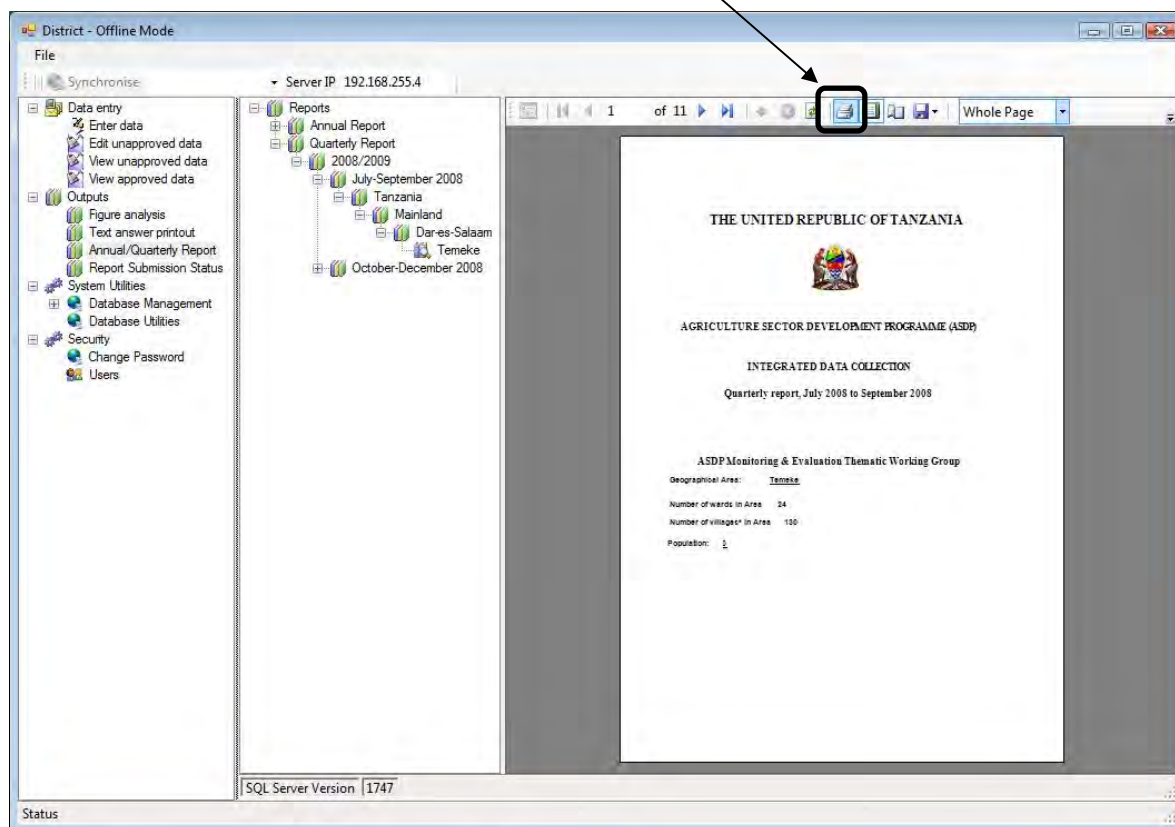 District - Offline Mode
File
Synchronise
Server IP 192.168.255.4
Data entry
Enter data
Edit unapproved data
View unapproved data
View approved data
Outputs
Figure analysis
Text answer printout
Annual/Quarterly Report
Report Submission Status
System Utilities
Database Management
Database Utilities
Security
Change Password
Users
Reports
Annual Report
Quarterly Report
2008/2009
July-September 2008
Tanzania
Mainland
Dar-es-Salaam
Temeke
October-December 2008
1 of 11
Whole Page
THE UNITED REPUBLIC OF TANZANIA
AGRICULTURE SECTOR DEVELOPMENT PROGRAMME (ASDP)
INTEGRATED DATA COLLECTION
Quarterly report, July 2008 to September 2008
ASDP Monitoring & Evaluation Thematic Working Group
Geographical Area: Temeke
Number of wards in Area 24
Number of villages* in Area 130
Population:
SQL Server Version 1747
Status